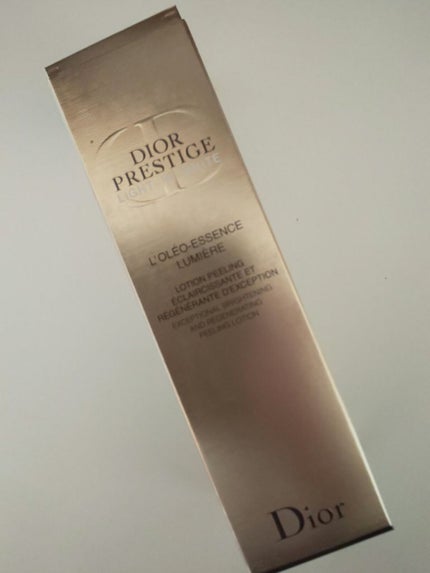 DIOR
PRESTIGE
LIGHT-IN-WHITE
L'OLÉO-ESSENCE
LUMIÈRE
LOTION PEELING
ÉCLAIRCISSANTE ET
RÉGÉNÉRANTE D'EXCEPTION
EXCEPTIONAL BRIGHTENING
AND REGENERATING
PEELING LOTION
Dior